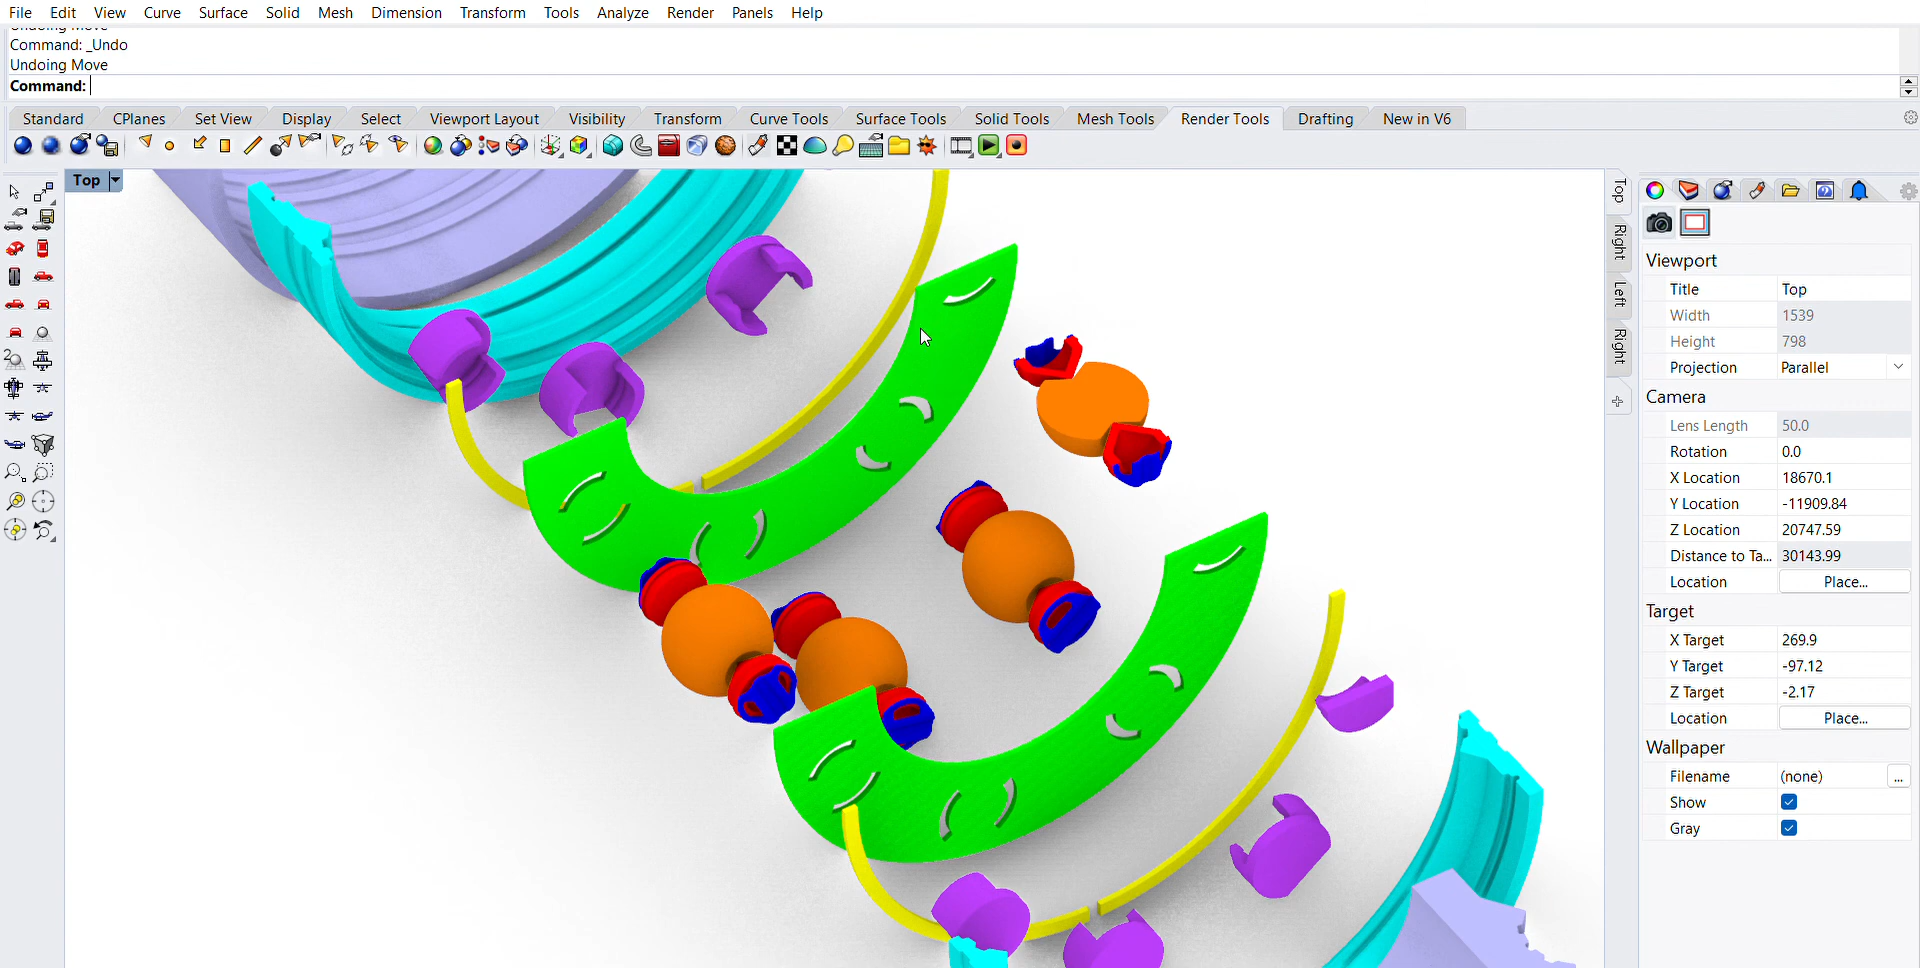 File Edit View Curve Surface Solid Mesh Dimension Transform Tools Analyze Render Panels Help
Undoing Move
Command: _Undo
Undoing Move
Command:
Standard CPlanes Set View Display Select Viewport Layout Visibility Transform Curve Tools Surface Tools Solid Tools Mesh Tools Render Tools Drafting New in V6
Top
Top
Right
Left
Right
2
Viewport
Title Top
Width 1539
Height 798
Projection Parallel
Camera
Lens Length 50.0
Rotation 0.0
X Location 18670.1
Y Location -11909.84
Z Location 20747.59
Distance to Ta... 30143.99
Location Place...
Target
X Target 269.9
Y Target -97.12
Z Target -2.17
Location Place...
Wallpaper
Filename (none) ...
Show
Gray